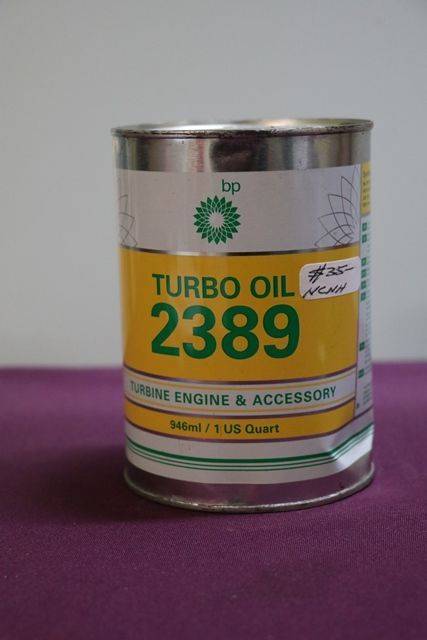 bp
TURBO OIL
2389
$35-
NCNH
TURBINE ENGINE & ACCESSORY
946ml / 1 US Quart